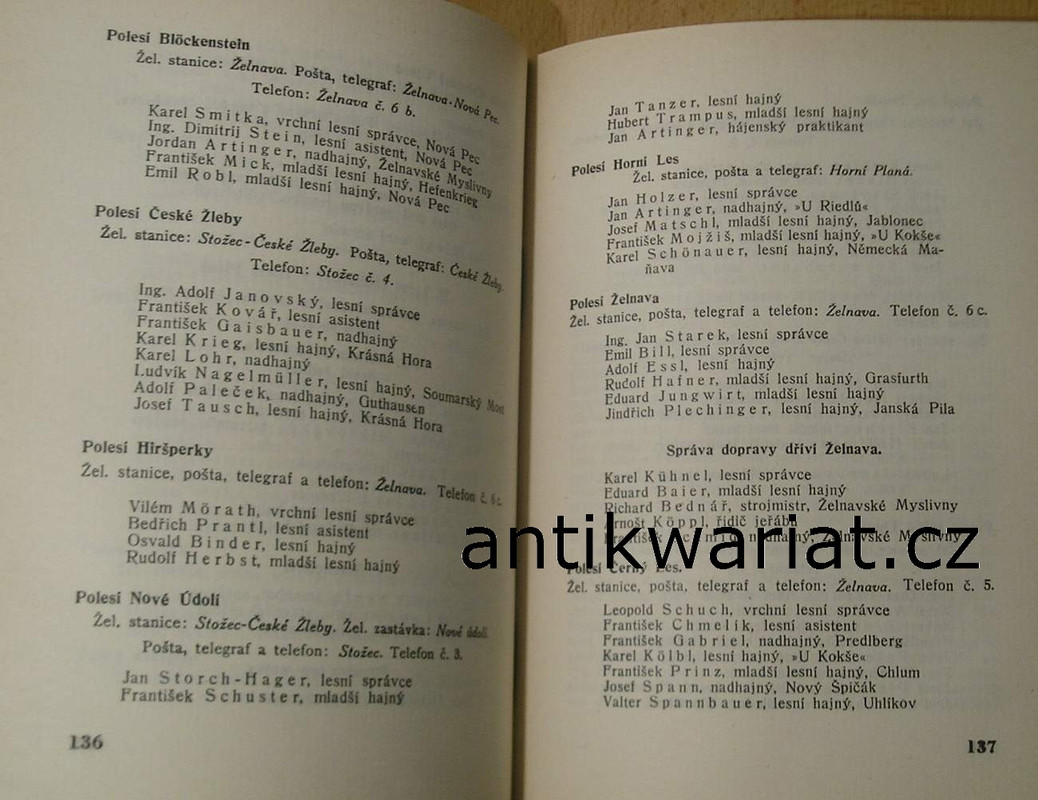 Polesí Blöckenstein
Žel. stanice: Želnava. Pošta, telegraf: Želnava-Nová Pec.
Telefon: Želnava č. 6 b.
Karel Smitka, vrchní lesní správce, Nová Pec
Ing. Dimitrij Stein, lesní asistent, Nová Pec
Jordan Artinger, nadhajný, Želnavské Myslivny
František Mick, mladší lesní hajný, Hefenkrieg
Emil Robl, mladší lesní hajný, Nová Pec
Polesí České Žleby
Žel. stanice: Stožec-České Žleby. Pošta, telegraf: České Žleby.
Telefon: Stožec č. 4.
Ing. Adolf Janovský, lesní správce
František Kovář, lesní asistent
František Gaisbauer, nadhajný
Karel Krieg, lesní hajný, Krásná Hora
Karel Lohr, nadhajný
Ludvík Nagelmüller, lesní hajný, Soumarský Most
Adolf Paleček, nadhajný, Guthausen
Josef Tausch, lesní hajný, Krásná Hora
Polesí Hiršperky
Žel. stanice, pošta, telegraf a telefon: Želnava. Telefon č. 6 c.
Vilém Mörath, vrchní lesní správce
Bedřich Prantl, lesní asistent
Osvald Binder, lesní hajný
Rudolf Herbst, mladší lesní hajný
Polesí Nové Údolí
Žel. stanice: Stožec-České Žleby. Žel. zastávka: Nové údolí.
Pošta, telegraf a telefon: Stožec. Telefon č. 3.
Jan Storch-Hager, lesní správce
František Schuster, mladší hajný
136
Jan Tanzer, lesní hajný
Hubert Trampus, mladší lesní hajný
Jan Artinger, hájenský praktikant
Polesí Horní Les
Žel. stanice, pošta a telegraf: Horní Planá.
Jan Holzer, lesní správce
Jan Artinger, nadhajný, »U Riedlů«
Josef Matschl, mladší lesní hajný, Jablonec
František Mojžiš, mladší lesní hajný, »U Kokše«
Karel Schönauer, lesní hajný, Německá Ma-
ňava
Polesí Želnava
Žel. stanice, pošta, telegraf a telefon: Želnava. Telefon č. 6 c.
Ing. Jan Starek, lesní správce
Emil Bill, lesní správce
Adolf Essl, lesní hajný
Rudolf Hafner, mladší lesní hajný, Grasfurth
Eduard Jungwirt, mladší lesní hajný
Jindřich Plechinger, lesní hajný, Janská Pila
Správa dopravy dříví Želnava.
Karel Kühnel, lesní správce
Eduard Baier, mladší lesní hajný
Richard Bednář, strojmistr, Želnavské Myslivny
Arnošt Köppl, řidič jeřábu
František nadhajný, Želnavské Myslivny
antikwariat.cz
Polesí Černý Les.
Žel. stanice, pošta, telegraf a telefon: Želnava. Telefon č. 5.
Leopold Schuch, vrchní lesní správce
František Chmelík, lesní asistent
František Gabriel, nadhajný, Predlberg
Karel Kölbl, lesní hajný, »U Kokše«
František Prinz, mladší lesní hajný, Chlum
Josef Spann, nadhajný, Nový Špičák
Valter Spannbauer, lesní hajný, Uhlíkov
137